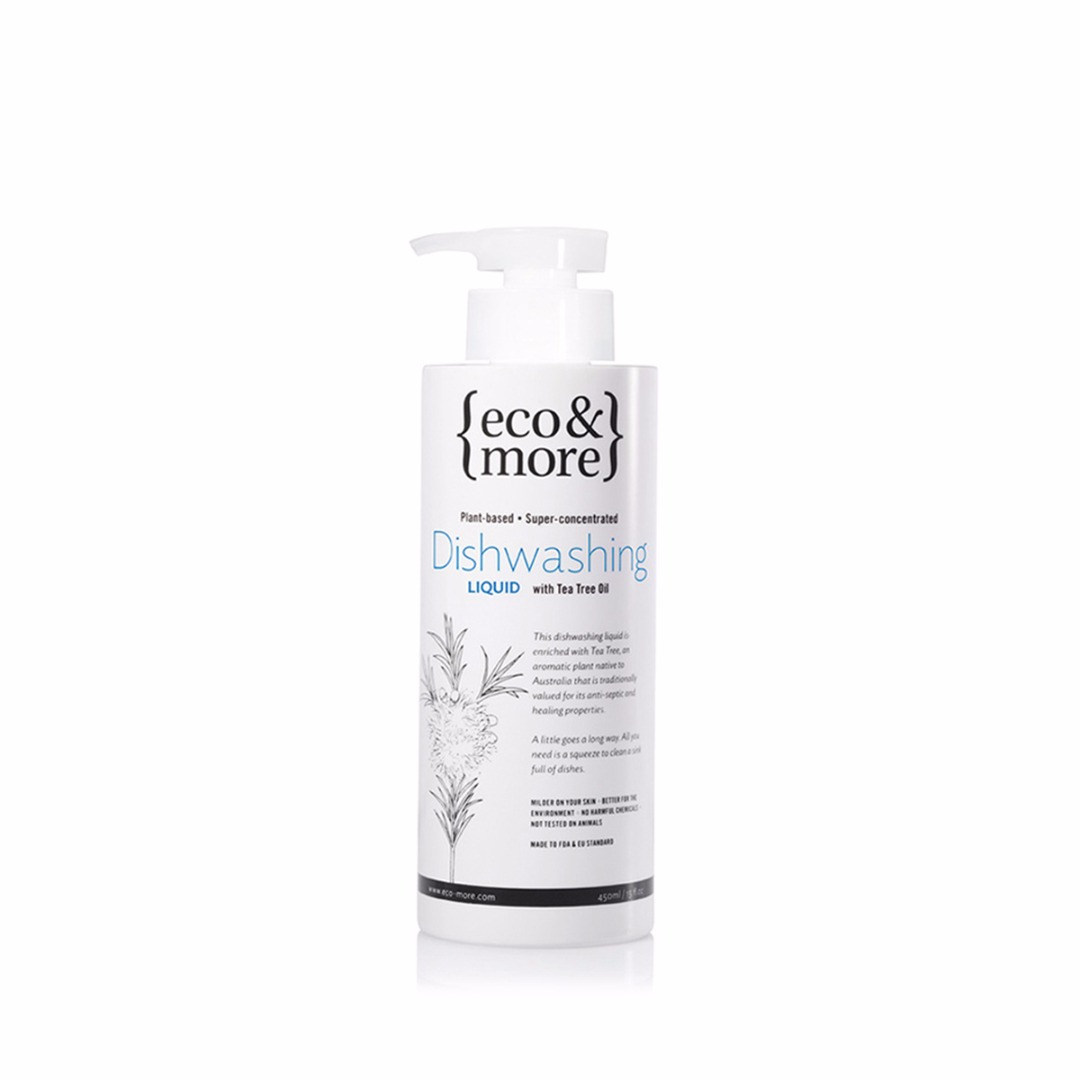 {eco&
more}
Plant-based • Super-concentrated
Dishwashing
LIQUID with Tea Tree Oil
This dishwashing liquid is
enriched with Tea Tree, an
aromatic plant native to
Australia that is traditionally
valued for its anti-septic and
healing properties.
A little goes a long way. All you
need is a squeeze to clean a sink
full of dishes.
MILDER ON YOUR SKIN · BETTER FOR THE
ENVIRONMENT · NO HARMFUL CHEMICALS ·
NOT TESTED ON ANIMALS
MADE TO FDA & EU STANDARD
www.eco-more.com
450ml / 15 fl oz